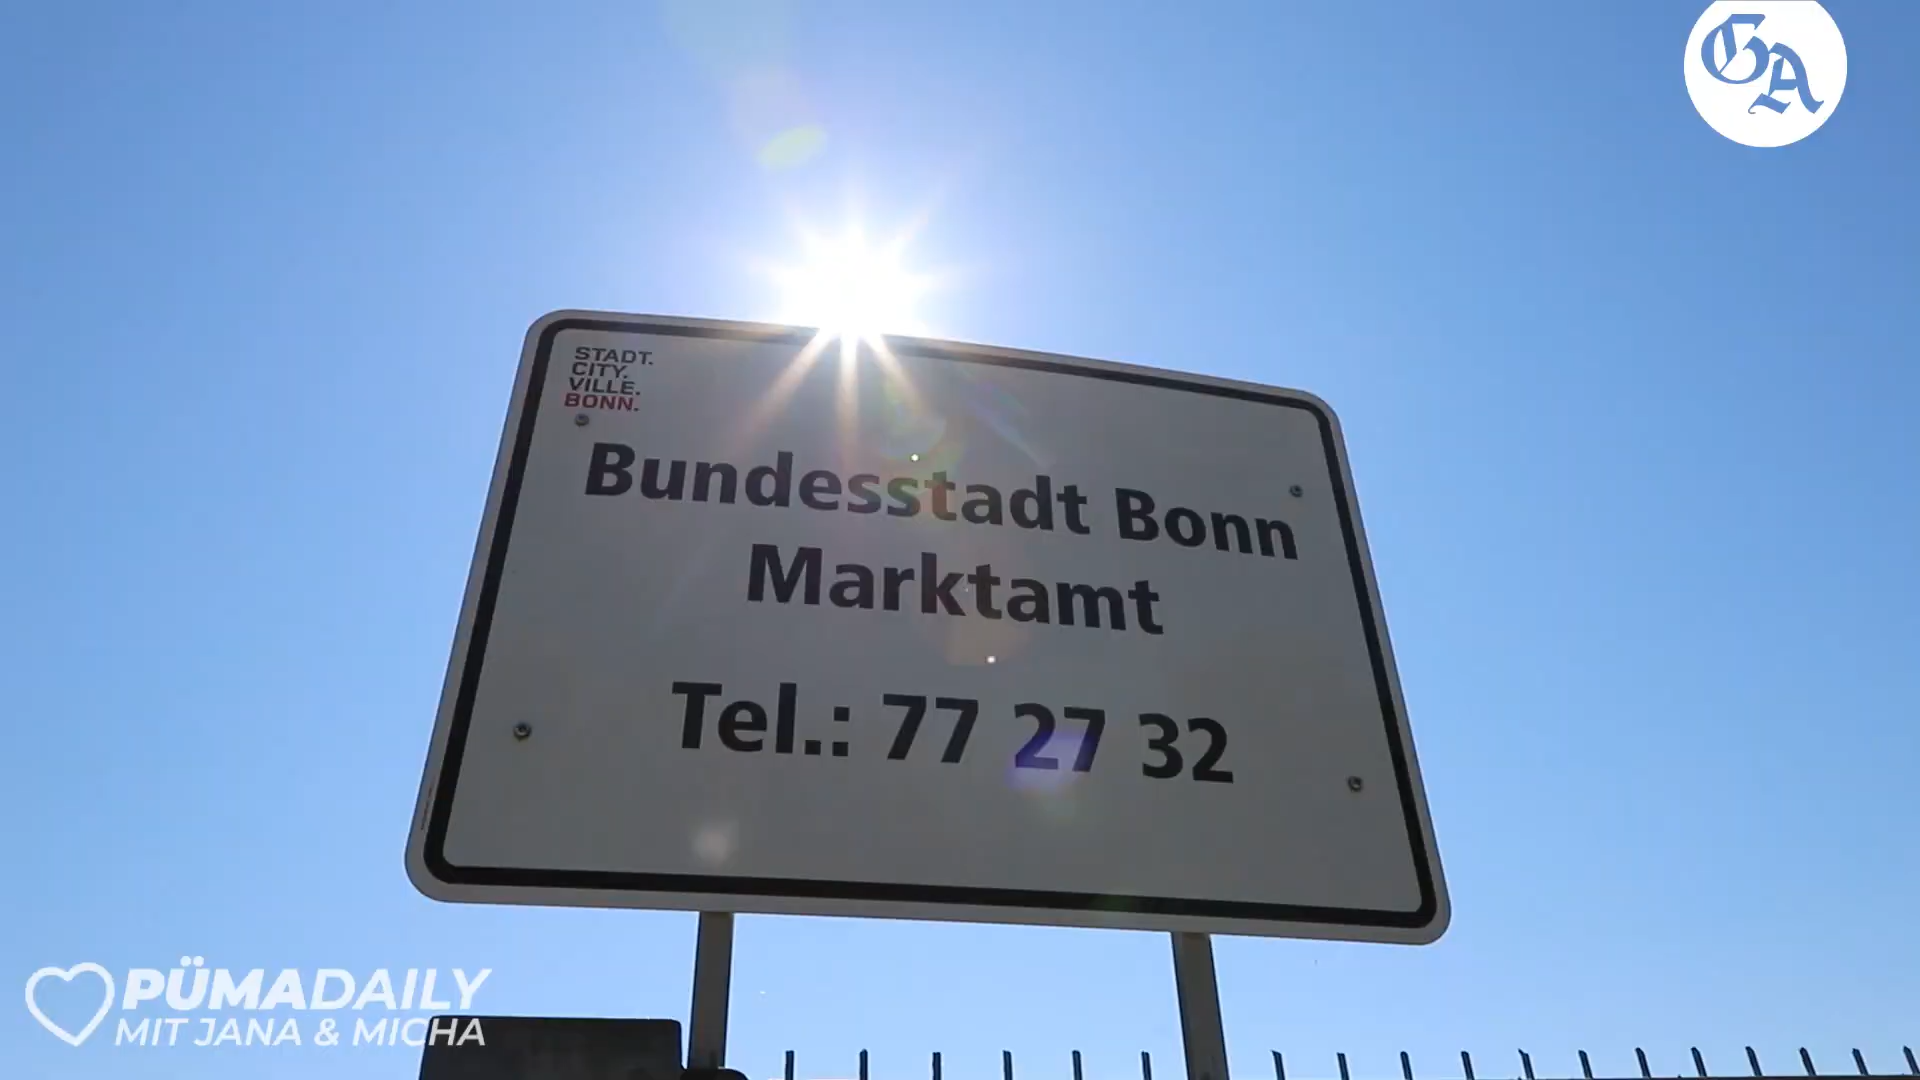 GA
STADT.
CITY.
VILLE.
BONN.
Bundesstadt Bonn
Marktamt
Tel.: 77 27 32
PÜMADAILY
MIT JANA & MICHA